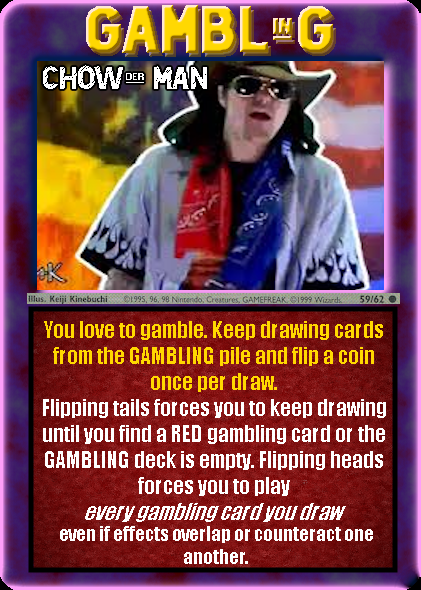 GAMBLING
CHOWDER MAN
+K
Illus. Keiji Kinebuchi ©1995, 96, 98 Nintendo, Creatures, GAMEFREAK. ©1999 Wizards. 59/62
You love to gamble. Keep drawing cards
from the GAMBLING pile and flip a coin
once per draw.
Flipping tails forces you to keep drawing
until you find a RED gambling card or the
GAMBLING deck is empty. Flipping heads
forces you to play
every gambling card you draw
even if effects overlap or counteract one
another.